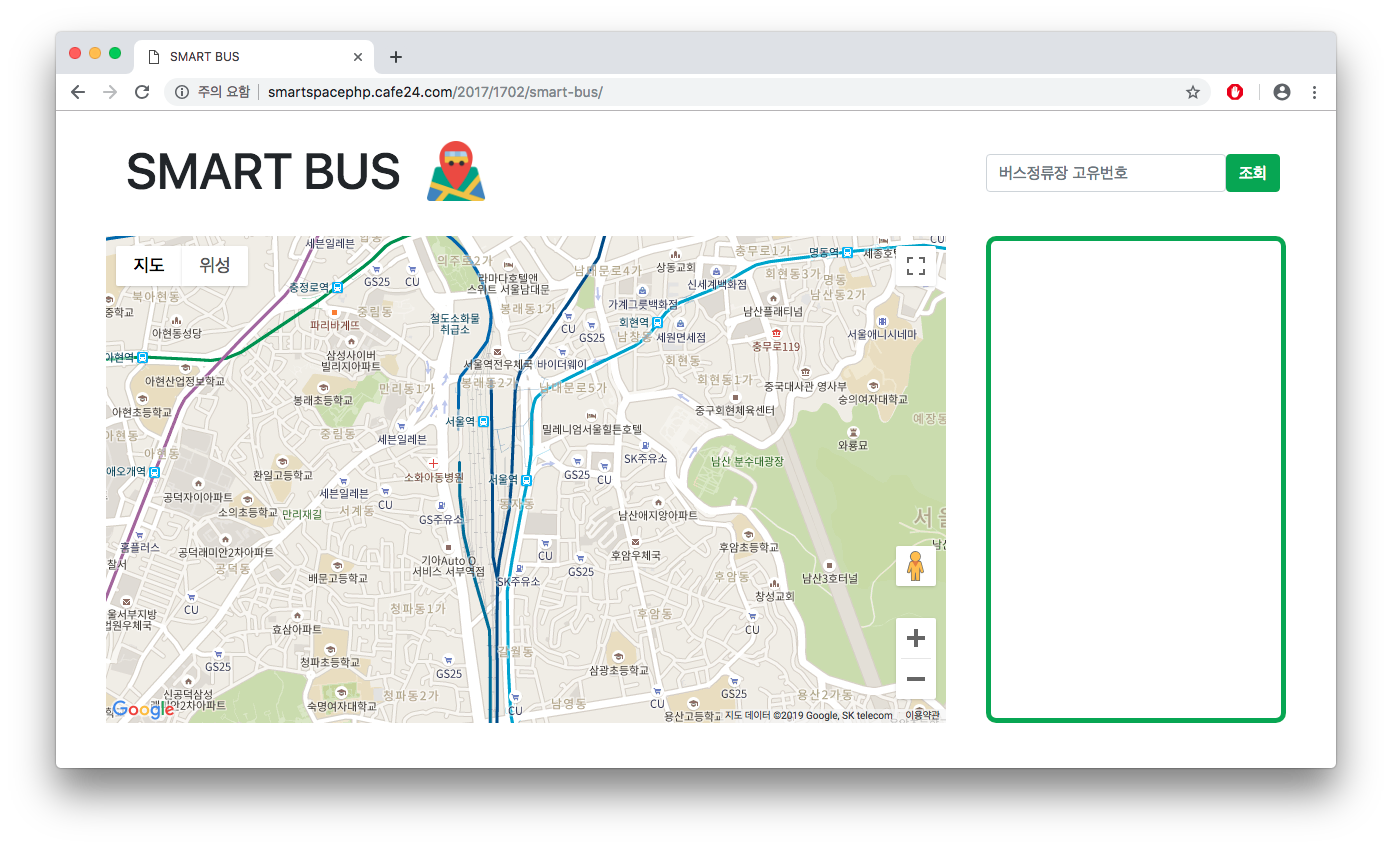 SMART BUS
주의 요함
smartspacephp.cafe24.com/2017/1702/smart-bus/
SMART BUS
버스정류장 고유번호
조회
지도
위성
세븐일레븐
의주로2가
충무로1가
명동역
세종호
CU
GS25
CU
라마다호텔앤
스위트 서울남대문
남대문로4가
상동교회
신세계백화점
회현동3가
명동
남산동2가
충정로역
북아현동
중학교
중림동
파리바게뜨
철도소화물
취급소
봉래동1가
CU
GS25
가계그릇백화점
회현역
남창동
세원면세점
남산플래티넘
서울애니시네마
아현동성당
아현역
삼성사이버
빌리지아파트
서울역전우체국
바이더웨이
회현동
충무로119
아현산업정보학교
만리동1가
봉래동2가
남대문로5가
회현동1가
중국대사관 영사부
숭의여자대학교
봉래초등학교
아현초등학교
중구회현체육센터
예장동
서울역
밀레니엄서울힐튼호텔
중림동
세븐일레븐
와룡묘
아현동
아현동
SK주유소
남산 분수대광장
애오개역
환일고등학교
소화아동병원
서울역
GS25
CU
공덕자이아파트
세븐일레븐
CU
동자동
소의초등학교
만리재길
서계동
GS주유소
남산애지앙아파트
서울
홈플러스
공덕래미안2차아파트
기아Auto Q
서비스 서부역점
CU
후암우체국
후암초등학교
남산
찰서
공덕동
배문고등학교
SK주유소
GS25
후암동
남산3호터널
창성교회
CU
울서부지방
법원우체국
청파동1가
후암동
효삼아파트
CU
청파초등학교
갈월동
GS25
GS25
삼광초등학교
신공덕삼성
래미안2차아파트
숙명여자대학교
청파동2가
CU
남영동
CU
GS25
용산2가동
용산고등학교
Google
지도 데이터 ©2019 Google, SK telecom
이용약관